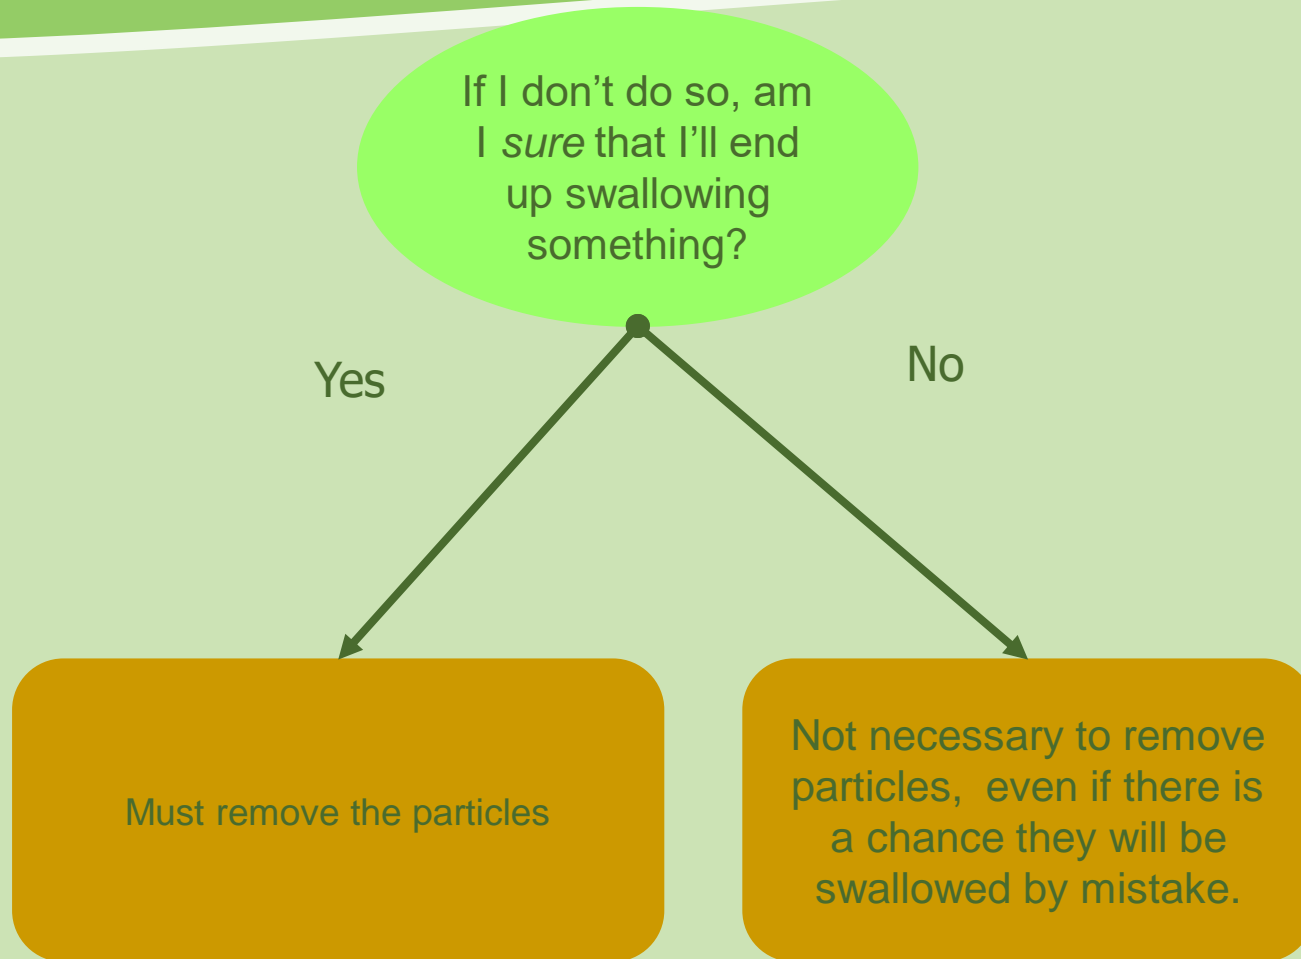 If I don’t do so, am
I sure that I’ll end
up swallowing
something?
Yes
No
Must remove the particles
Not necessary to remove
particles,  even if there is
a chance they will be
swallowed by mistake.